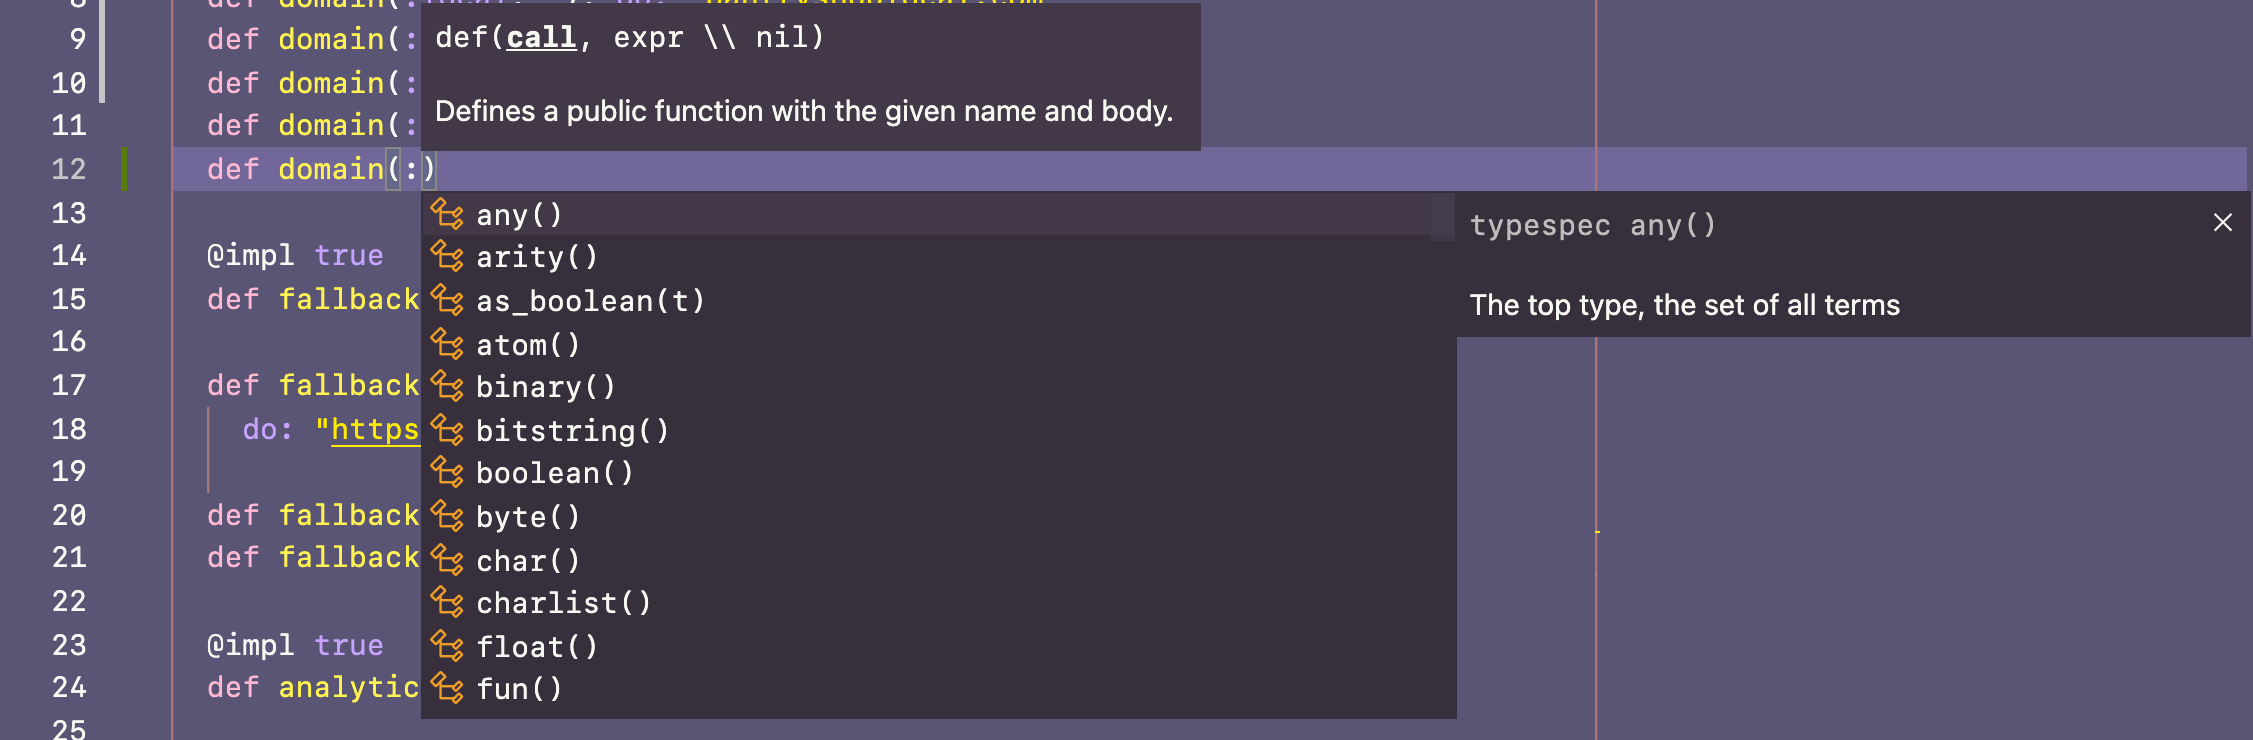 8 def domain(:
9 def domain(:
def(call, expr \\ nil)
10 def domain(:
Defines a public function with the given name and body.
11 def domain(:
12 def domain(:)
13
any()
typespec any()
14 @impl true
arity()
15 def fallback
as_boolean(t)
The top type, the set of all terms
16
atom()
17 def fallback
binary()
18 do: "https
bitstring()
19
boolean()
20 def fallback
byte()
21 def fallback
char()
22
charlist()
23 @impl true
float()
24 def analytic
fun()
25